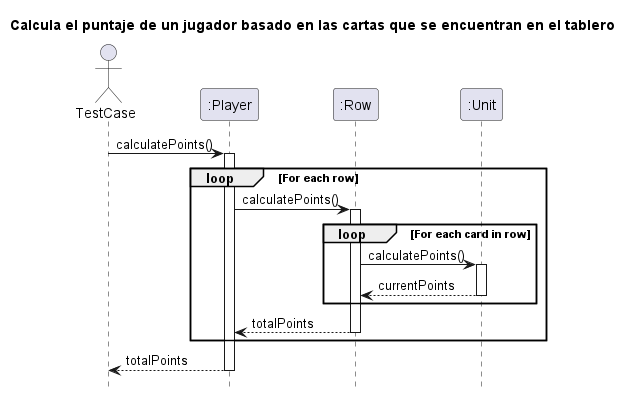 Calcula el puntaje de un jugador basado en las cartas que se encuentran en el tablero
TestCase
:Player
:Row
:Unit
calculatePoints()
loop [For each row]
calculatePoints()
loop [For each card in row]
calculatePoints()
currentPoints
totalPoints
totalPoints